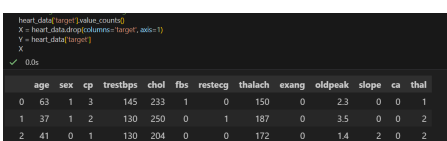 heart_data['target'].value_counts()
X = heart_data.drop(columns='target', axis=1)
Y = heart_data['target']
X
✓ 0.0s
age sex cp trestbps chol fbs restecg thalach exang oldpeak slope ca thal
0 63 1 3 145 233 1 0 150 0 2.3 0 0 1
1 37 1 2 130 250 0 1 187 0 3.5 0 0 2
2 41 0 1 130 204 0 0 172 0 1.4 2 0 2